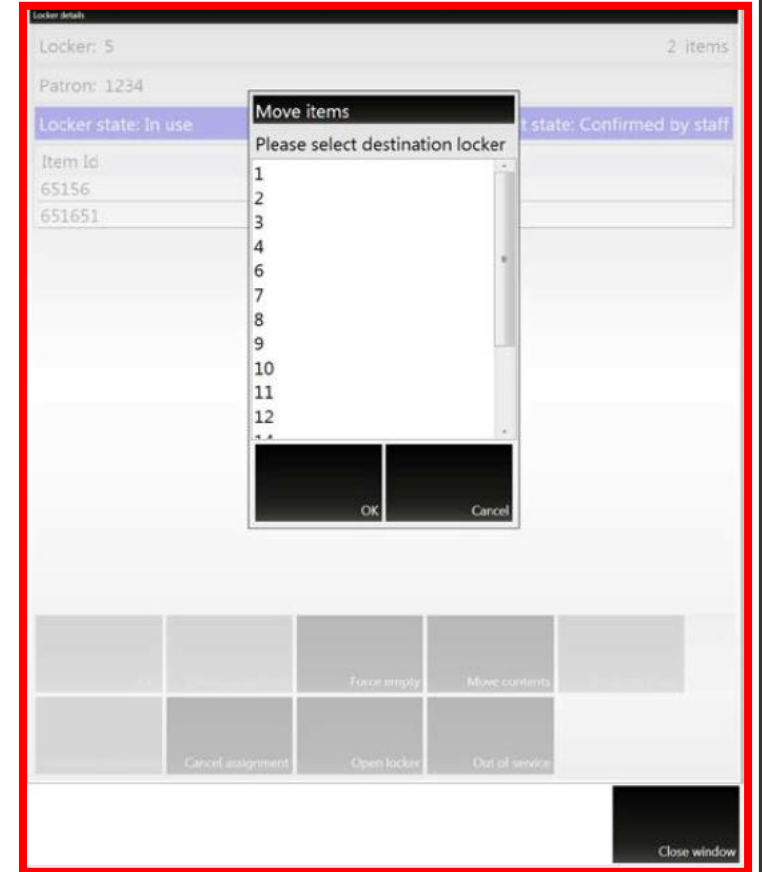 Locker details
Locker: 5 2 items
Patron: 1234
Locker state: In use t state: Confirmed by staff
Item Id
65156
651651
Move items
Please select destination locker
1
2
3
4
6
7
8
9
10
11
12
OK Cancel
Force empty Move contents
Cancel assignment Open locker Out of service
Close window